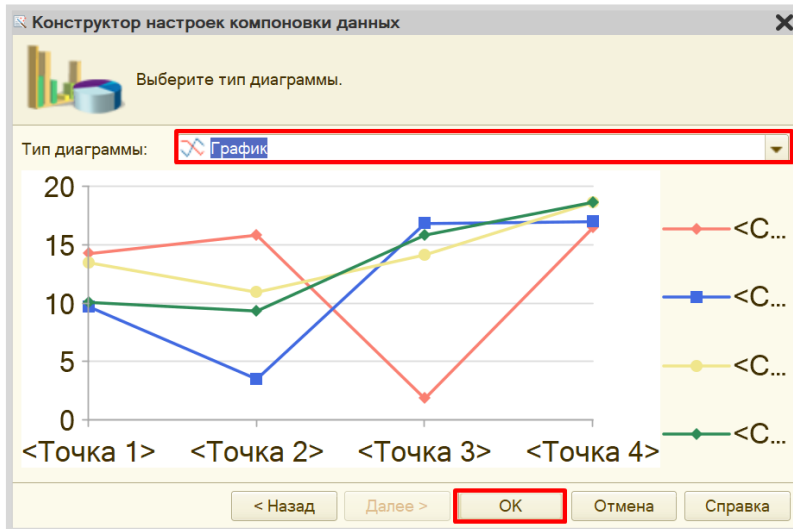 Конструктор настроек компоновки данных
Выберите тип диаграммы.
Тип диаграммы: График
20
15
10
5
0
<Точка 1> <Точка 2> <Точка 3> <Точка 4>
<С...
<С...
<С...
<С...
< Назад Далее > OK Отмена Справка